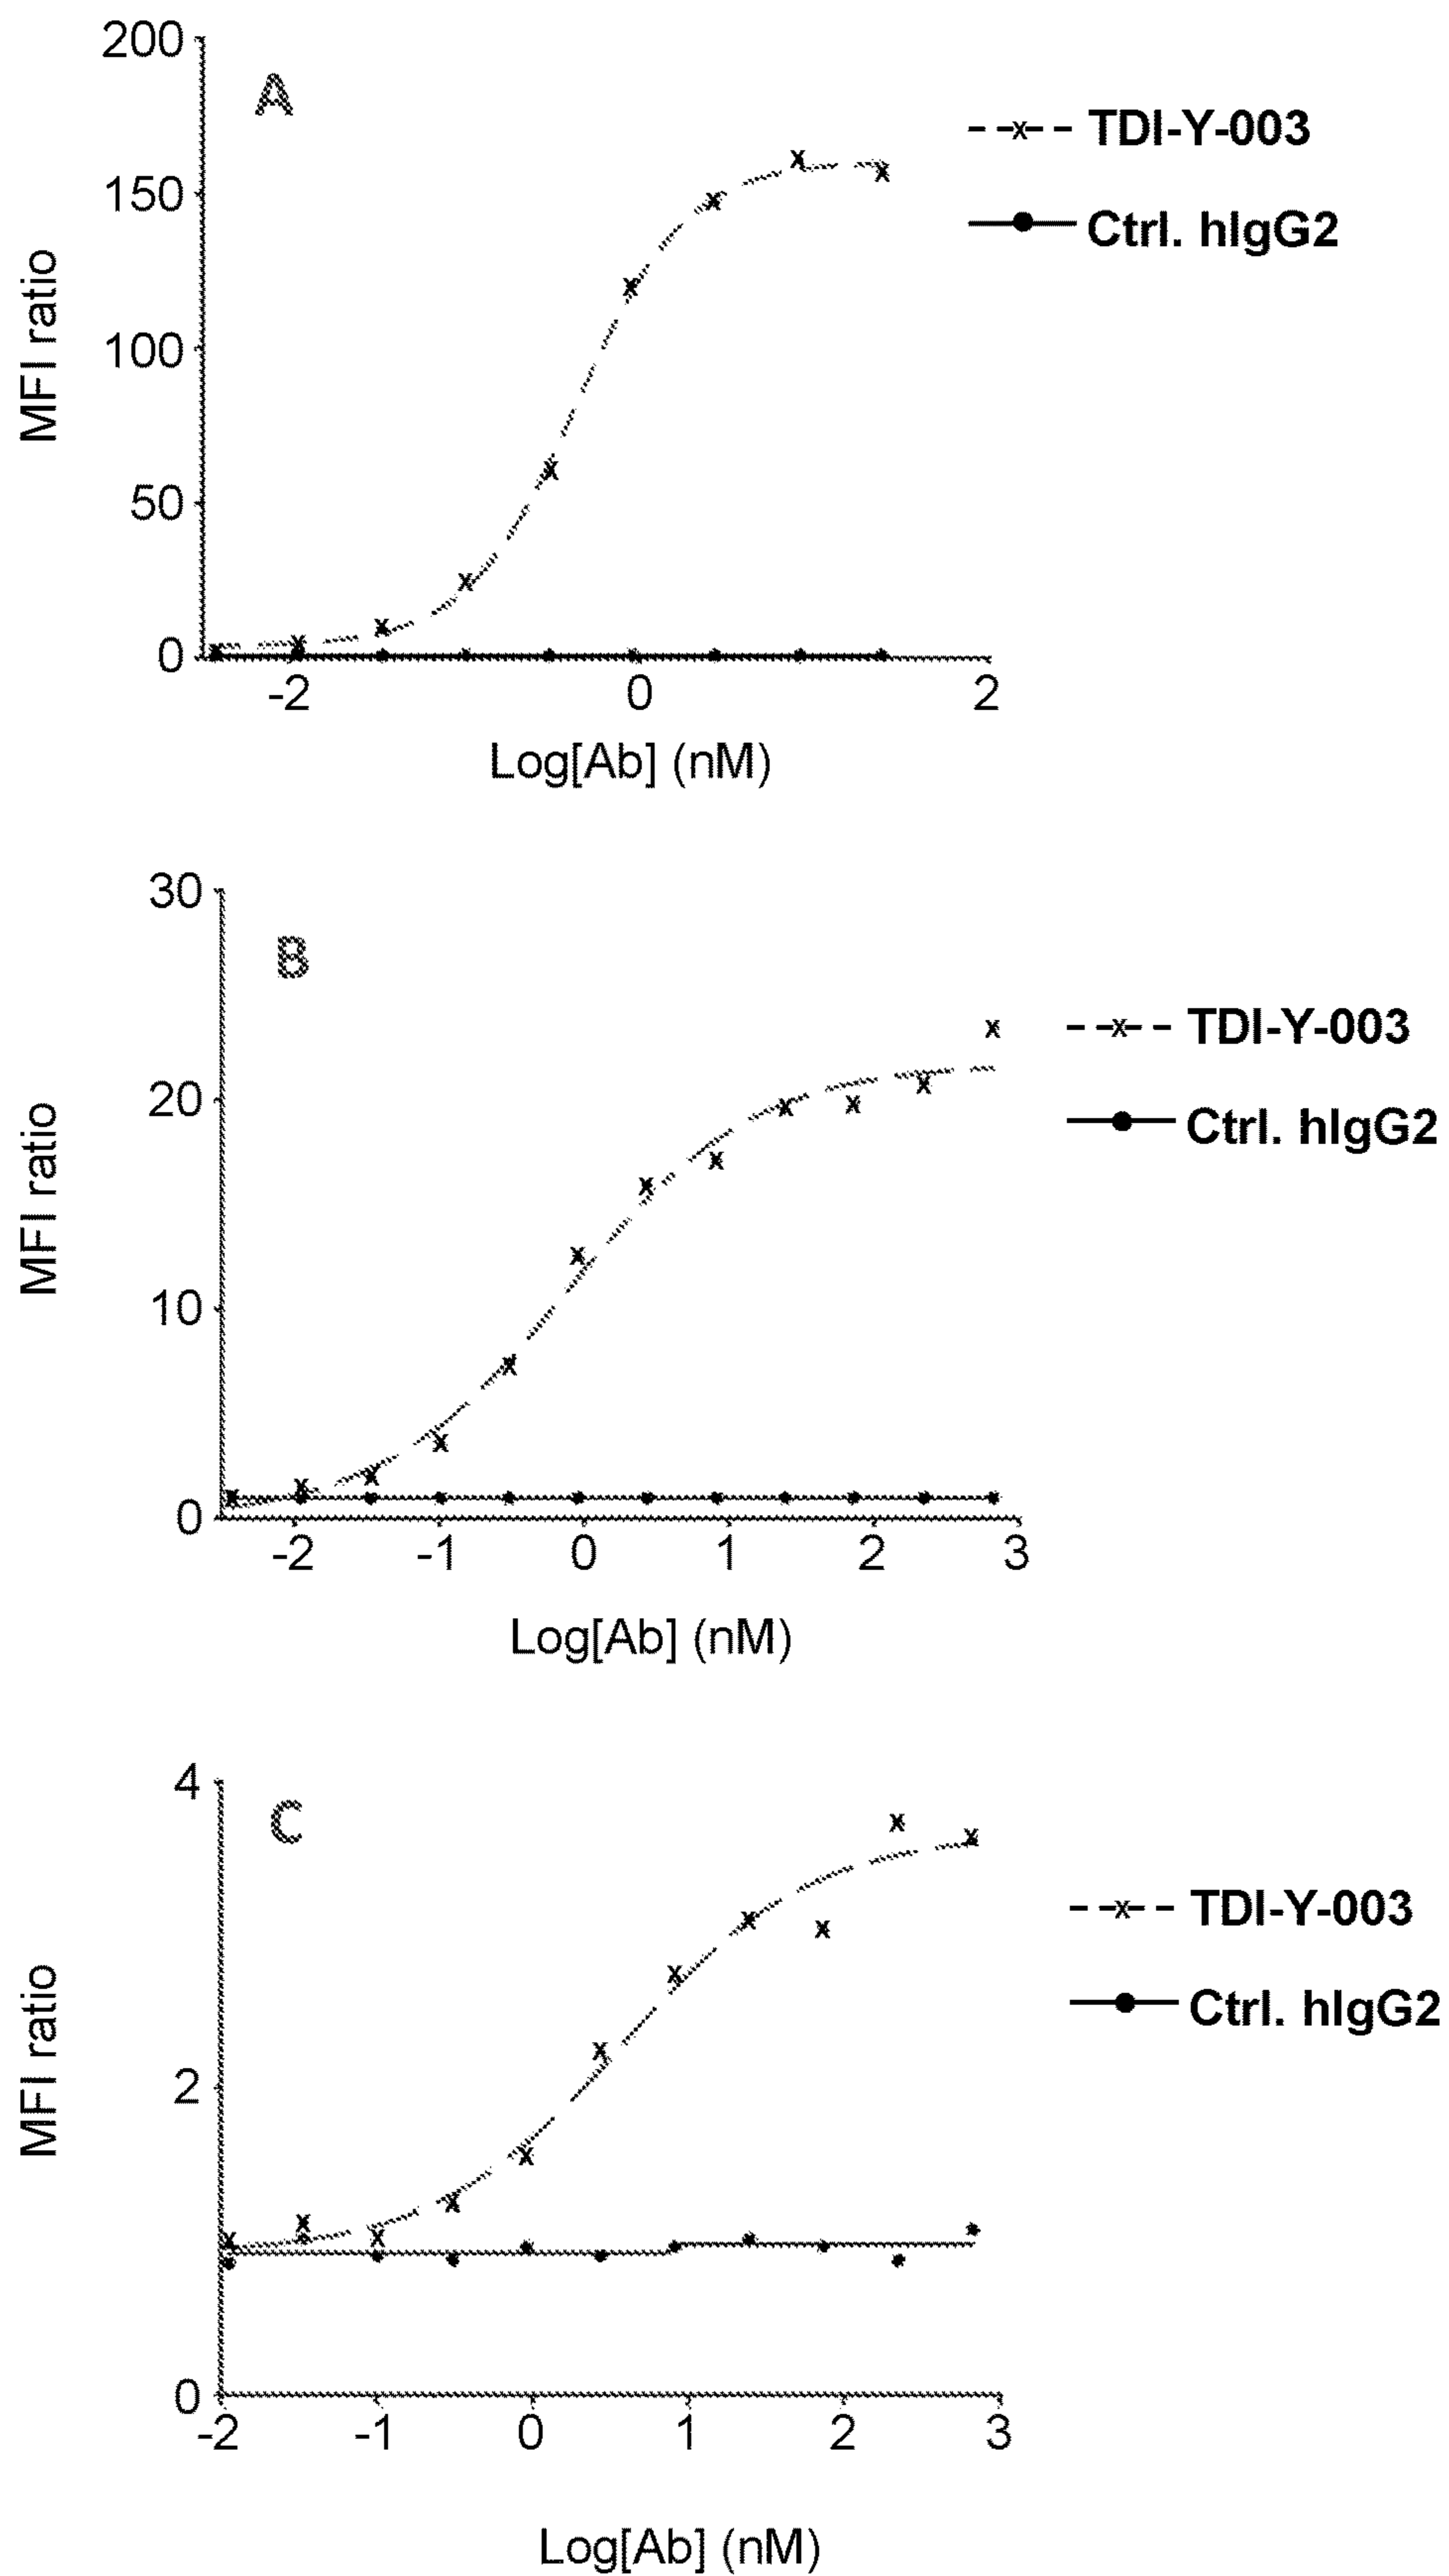 A
200
150
100
50
0
MFI ratio
-2 0 2
Log[Ab] (nM)
TDI-Y-003
Ctrl. hIgG2
B
30
20
10
0
MFI ratio
-2 -1 0 1 2 3
Log[Ab] (nM)
TDI-Y-003
Ctrl. hIgG2
C
4
2
0
MFI ratio
-2 -1 0 1 2 3
Log[Ab] (nM)
TDI-Y-003
Ctrl. hIgG2